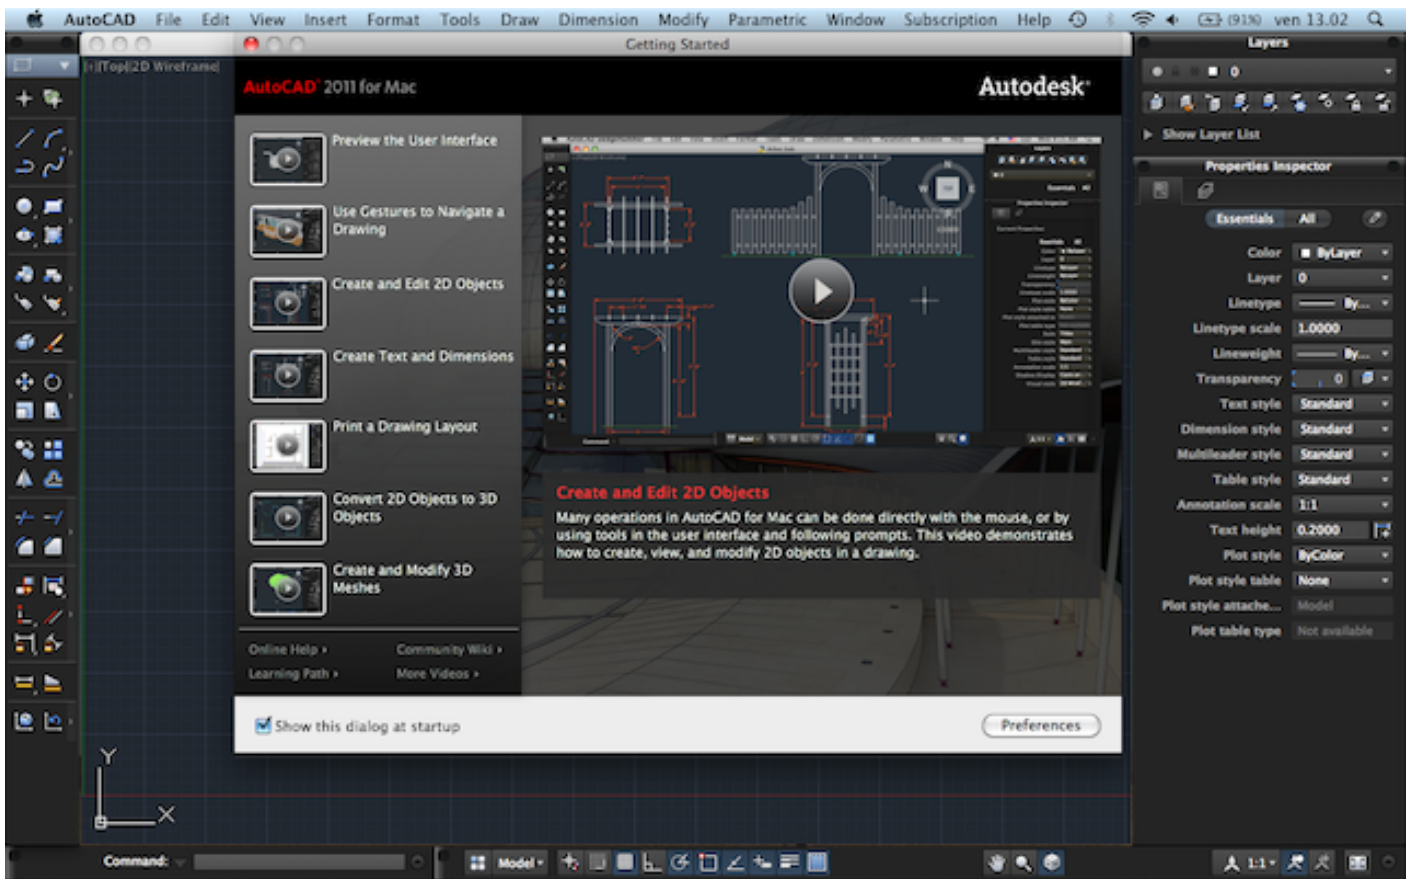 AutoCAD File Edit View Insert Format Tools Draw Dimension Modify Parametric Window Subscription Help (91%) ven 13.02
Getting Started
Layers
[+][Top][2D Wireframe]
0
AutoCAD 2011 for Mac
Autodesk
Show Layer List
Properties Inspector
Essentials All
Preview the User Interface
Use Gestures to Navigate a
Drawing
Create and Edit 2D Objects
Create Text and Dimensions
Print a Drawing Layout
Convert 2D Objects to 3D
Objects
Create and Modify 3D
Meshes
Online Help
Community Wiki
Learning Path
More Videos
Create and Edit 2D Objects
Many operations in AutoCAD for Mac can be done directly with the mouse, or by
using tools in the user interface and following prompts. This video demonstrates
how to create, view, and modify 2D objects in a drawing.
Show this dialog at startup
Preferences
Color ByLayer
Layer 0
Linetype By...
Linetype scale 1.0000
Lineweight By...
Transparency 0
Text style Standard
Dimension style Standard
Multileader style Standard
Table style Standard
Annotation scale 1:1
Text height 0.2000
Plot style ByColor
Plot style table None
Plot style attache... Model
Plot table type Not available
Y
X
Command:
Model
1:1